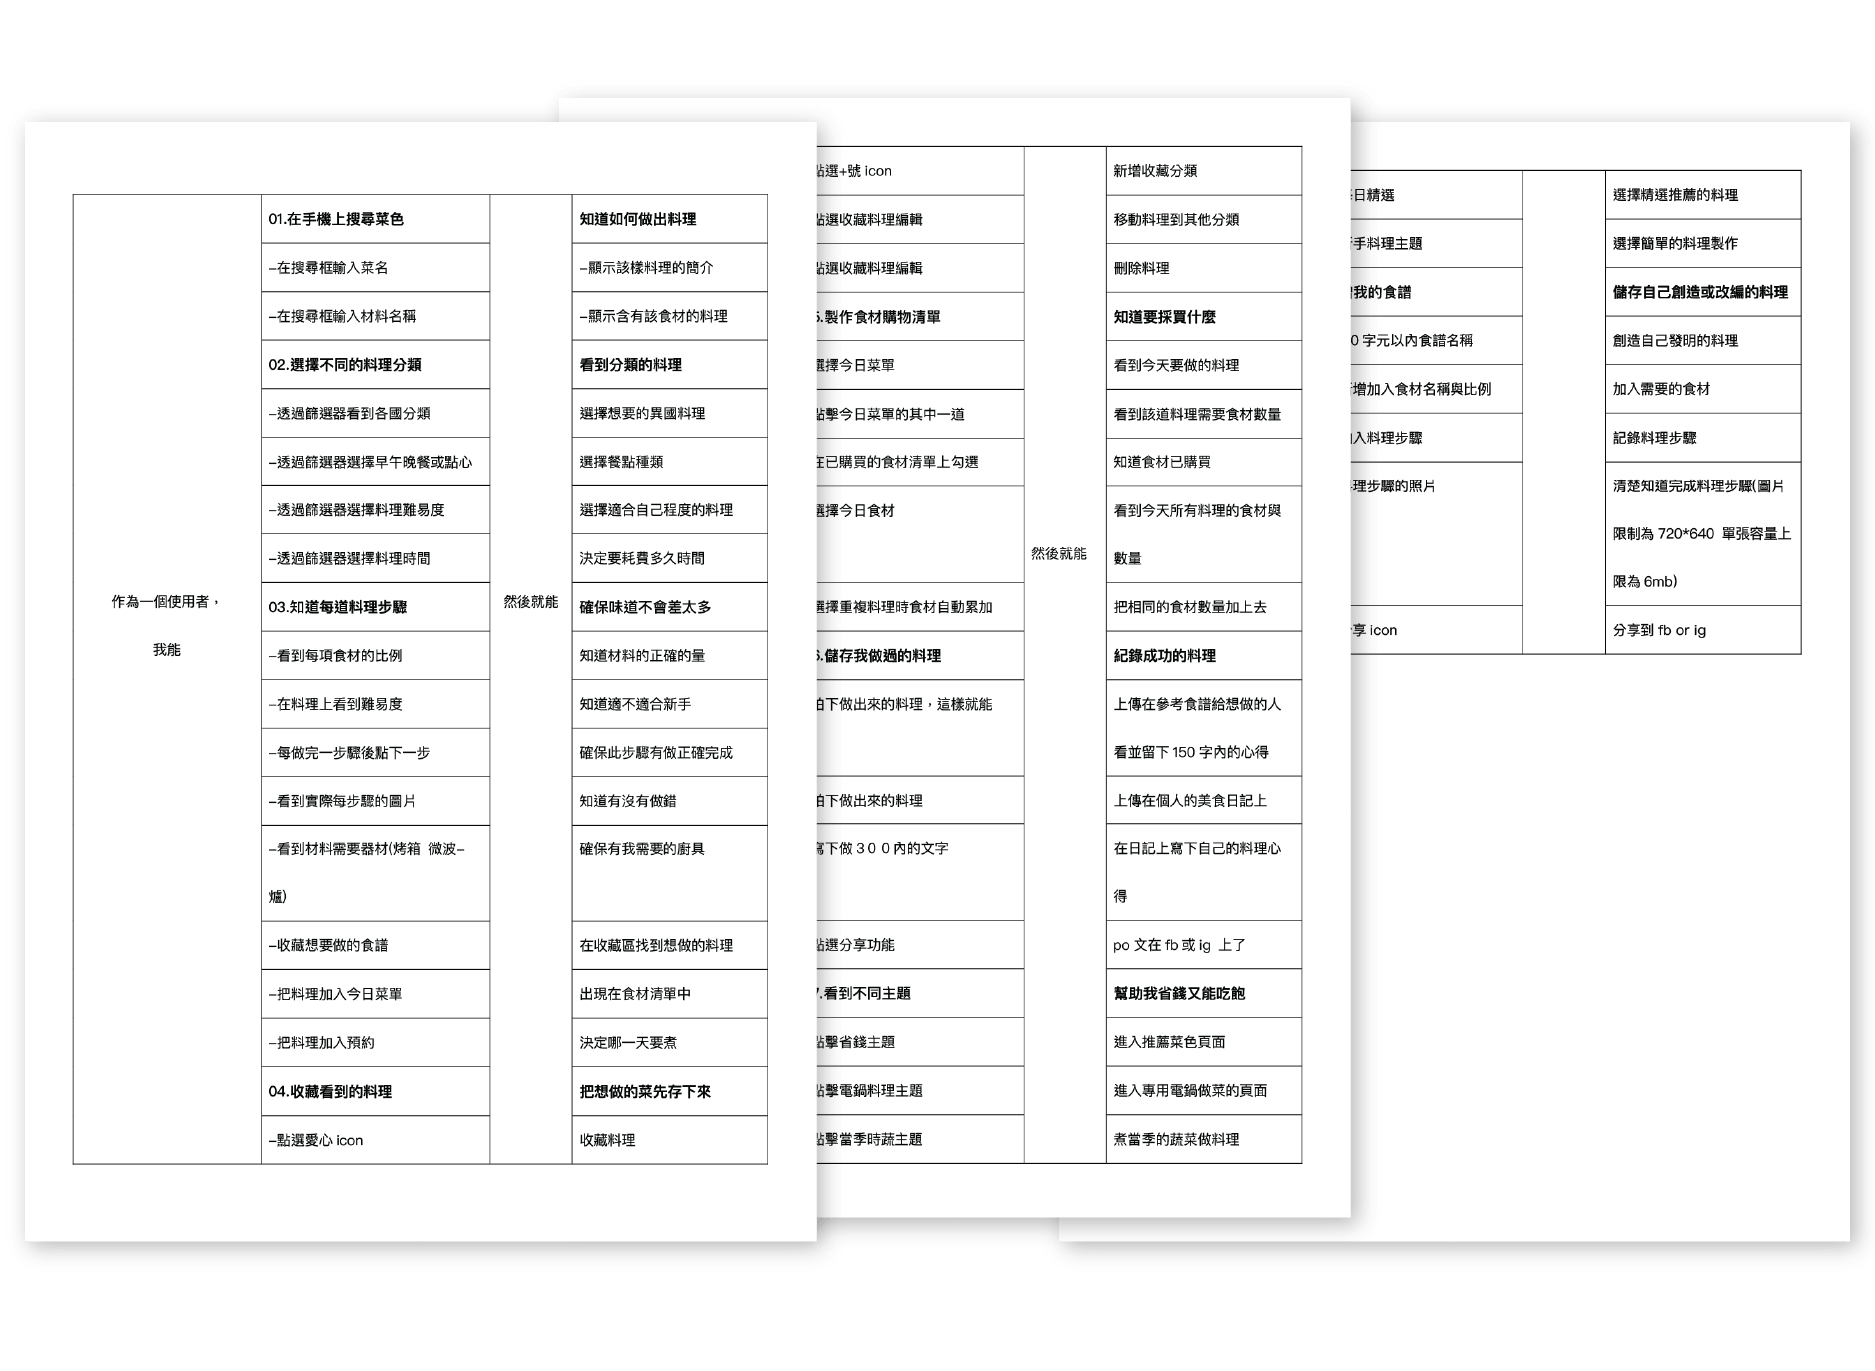 作為一個使用者，
我能
然後就能
01.在手機上搜尋菜色
知道如何做出料理
–在搜尋框輸入菜名
–顯示該樣料理的簡介
–在搜尋框輸入材料名稱
–顯示含有該食材的料理
02.選擇不同的料理分類
看到分類的料理
–透過篩選器看到各國分類
選擇想要的異國料理
–透過篩選器選擇早午晚餐或點心
選擇餐點種類
–透過篩選器選擇料理難易度
選擇適合自己程度的料理
–透過篩選器選擇料理時間
決定要耗費多久時間
03.知道每道料理步驟
確保味道不會差太多
–看到每項食材的比例
知道材料的正確的量
–在料理上看到難易度
知道適不適合新手
–每做完一步驟後點下一步
確保此步驟有做正確完成
–看到實際每步驟的圖片
知道有沒有做錯
–看到材料需要器材(烤箱 微波–
爐)
確保有我需要的廚具
–收藏想要做的食譜
在收藏區找到想做的料理
–把料理加入今日菜單
出現在食材清單中
–把料理加入預約
決定哪一天要煮
04.收藏看到的料理
把想做的菜先存下來
–點選愛心 icon
收藏料理
點選+號 icon
新增收藏分類
點選收藏料理編輯
移動料理到其他分類
點選收藏料理編輯
刪除料理
5.製作食材購物清單
知道要採買什麼
選擇今日菜單
看到今天要做的料理
點擊今日菜單的其中一道
看到該道料理需要食材數量
在已購買的食材清單上勾選
知道食材已購買
選擇今日食材
看到今天所有料理的食材與
數量
然後就能
選擇重複料理時食材自動累加
把相同的食材數量加上去
6.儲存我做過的料理
紀錄成功的料理
拍下做出來的料理，這樣就能
上傳在參考食譜給想做的人
看並留下 150 字內的心得
拍下做出來的料理
上傳在個人的美食日記上
寫下做３００內的文字
在日記上寫下自己的料理心
得
點選分享功能
po 文在 fb 或 ig 上了
7.看到不同主題
幫助我省錢又能吃飽
點擊省錢主題
進入推薦菜色頁面
點擊電鍋料理主題
進入專用電鍋做菜的頁面
點擊當季時蔬主題
煮當季的蔬菜做料理
日精選
選擇精選推薦的料理
手料理主題
選擇簡單的料理製作
我的食譜
儲存自己創造或改編的料理
0 字元以內食譜名稱
創造自己發明的料理
增加入食材名稱與比例
加入需要的食材
入料理步驟
記錄料理步驟
理步驟的照片
清楚知道完成料理步驟(圖片
限制為 720*640 單張容量上
限為 6mb)
享 icon
分享到 fb or ig